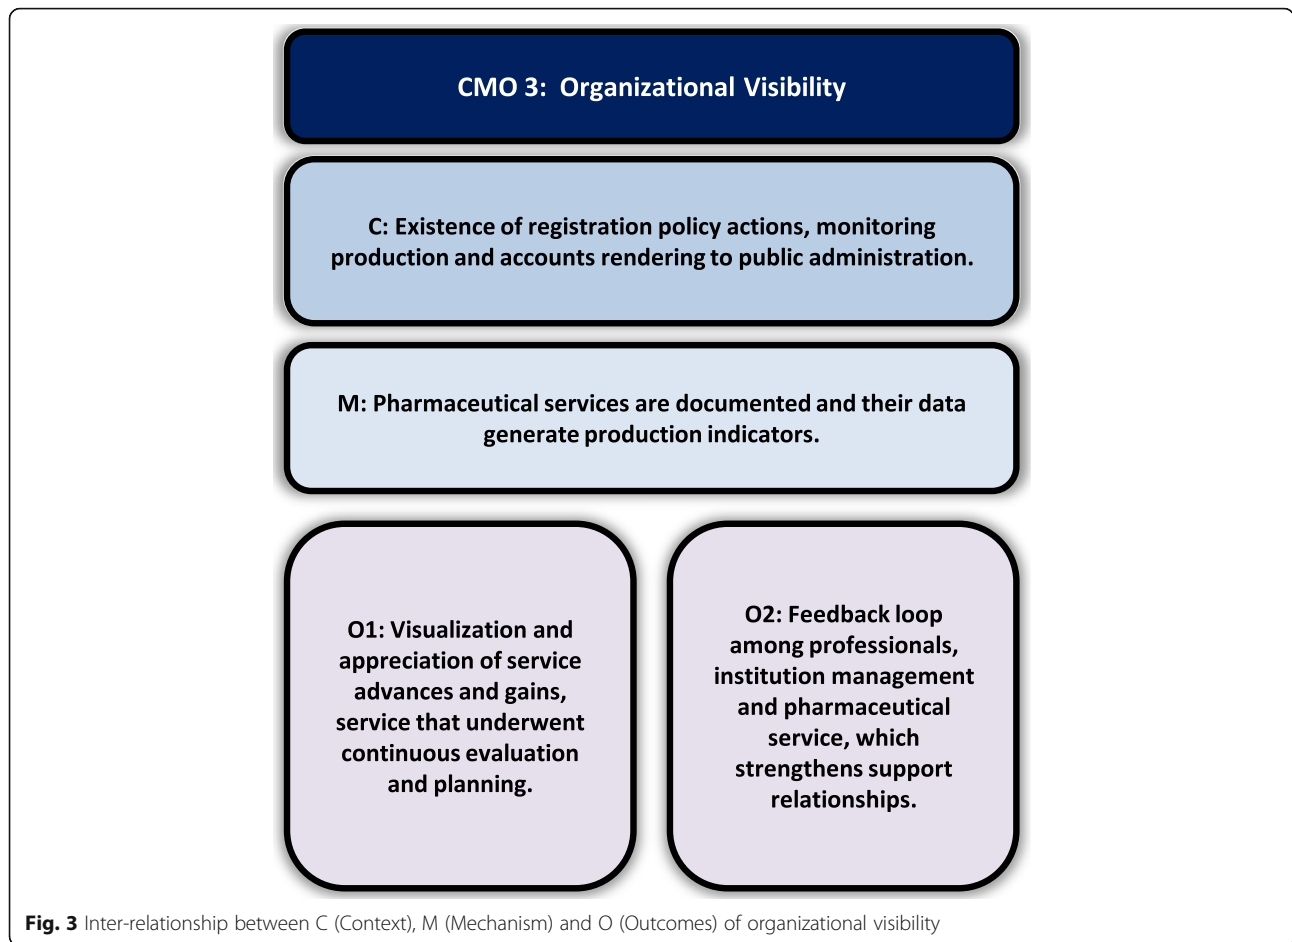 CMO 3: Organizational Visibility
C: Existence of registration policy actions, monitoring
production and accounts rendering to public administration.
M: Pharmaceutical services are documented and their data
generate production indicators.
O1: Visualization and
appreciation of service
advances and gains,
service that underwent
continuous evaluation
and planning.
O2: Feedback loop
among professionals,
institution management
and pharmaceutical
service, which
strengthens support
relationships.
Fig. 3 Inter-relationship between C (Context), M (Mechanism) and O (Outcomes) of organizational visibility